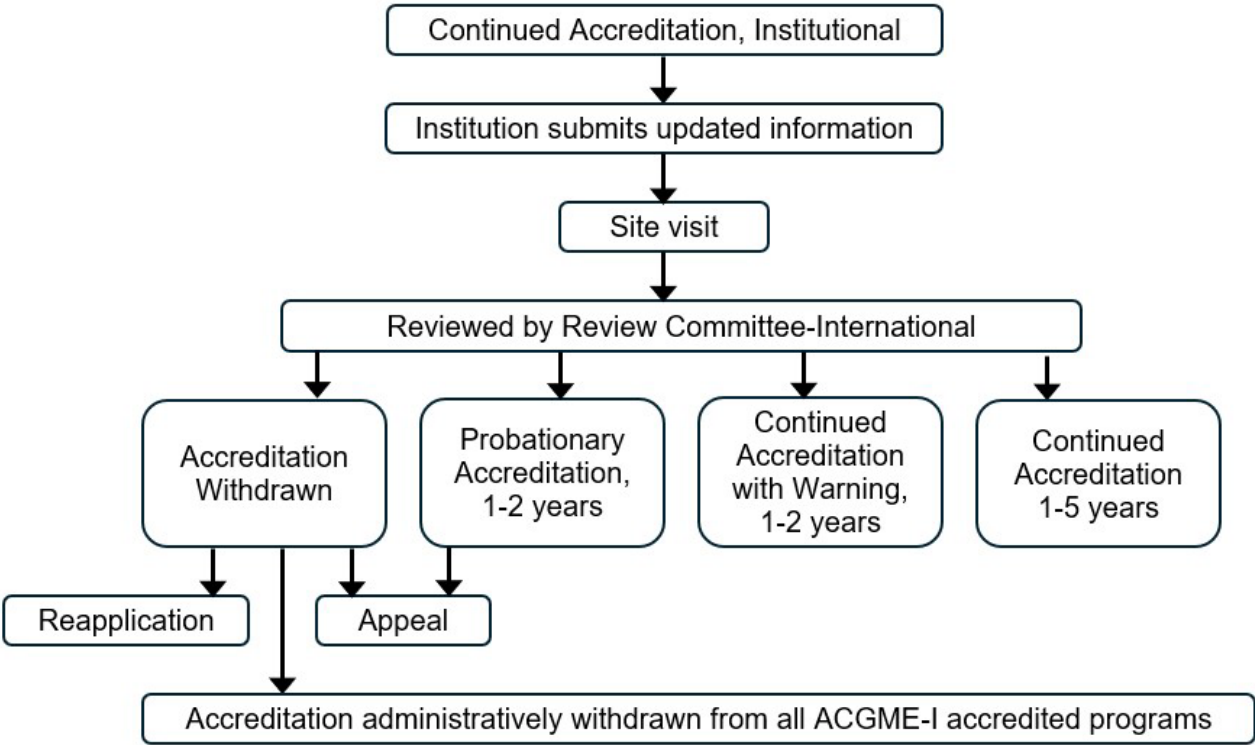 Continued Accreditation, Institutional
Institution submits updated information
Site visit
Reviewed by Review Committee-International
Accreditation
Withdrawn
Probationary
Accreditation,
1-2 years
Continued
Accreditation
with Warning,
1-2 years
Continued
Accreditation
1-5 years
Reapplication
Appeal
Accreditation administratively withdrawn from all ACGME-I accredited programs